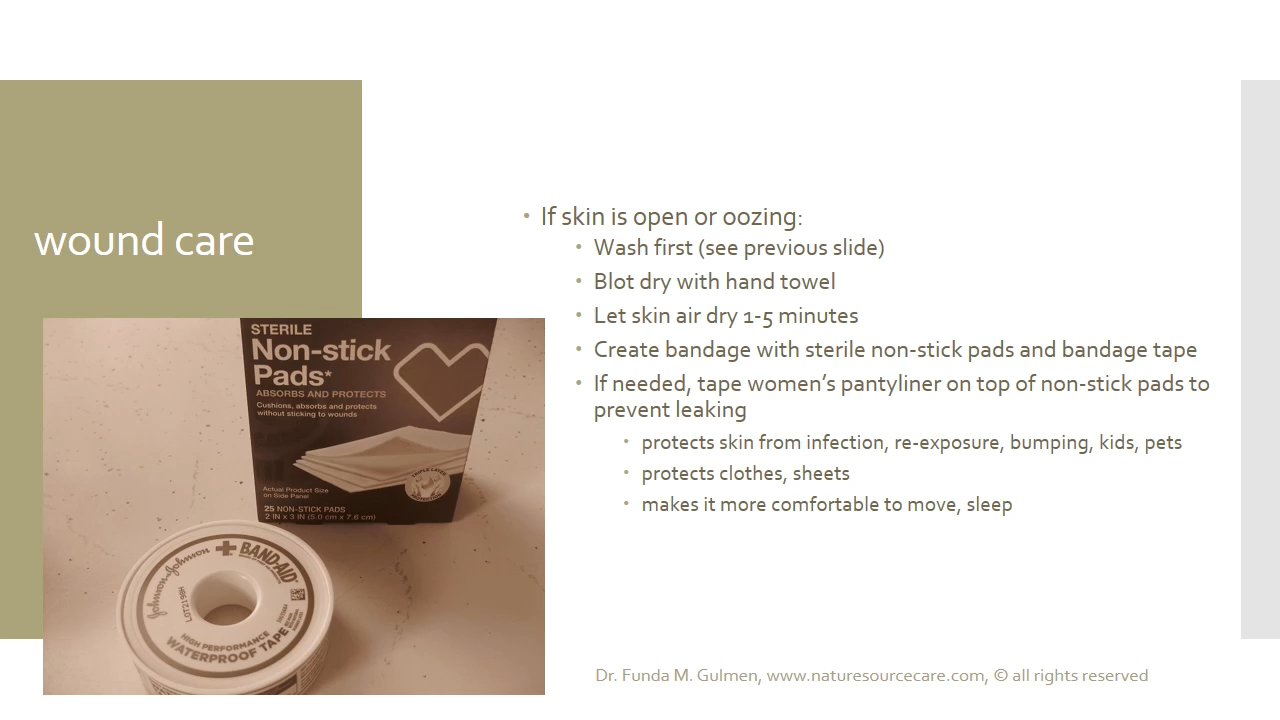 wound care
If skin is open or oozing:
Wash first (see previous slide)
Blot dry with hand towel
Let skin air dry 1-5 minutes
Create bandage with sterile non-stick pads and bandage tape
If needed, tape women’s pantyliner on top of non-stick pads to
prevent leaking
protects skin from infection, re-exposure, bumping, kids, pets
protects clothes, sheets
makes it more comfortable to move, sleep
STERILE
Non-stick
Pads*
ABSORBS AND PROTECTS
Cushions, absorbs and protects
without sticking to wounds
TRIPLE LAYER
Actual Product Size
on Side Panel
25 NON-STICK PADS
2 IN x 3 IN (5.0 cm x 7.6 cm)
Johnson & Johnson
BAND-AID
LOT2198H
HIGH PERFORMANCE
WATERPROOF TAPE
Dr. Funda M. Gulmen, www.naturesourcecare.com, © all rights reserved